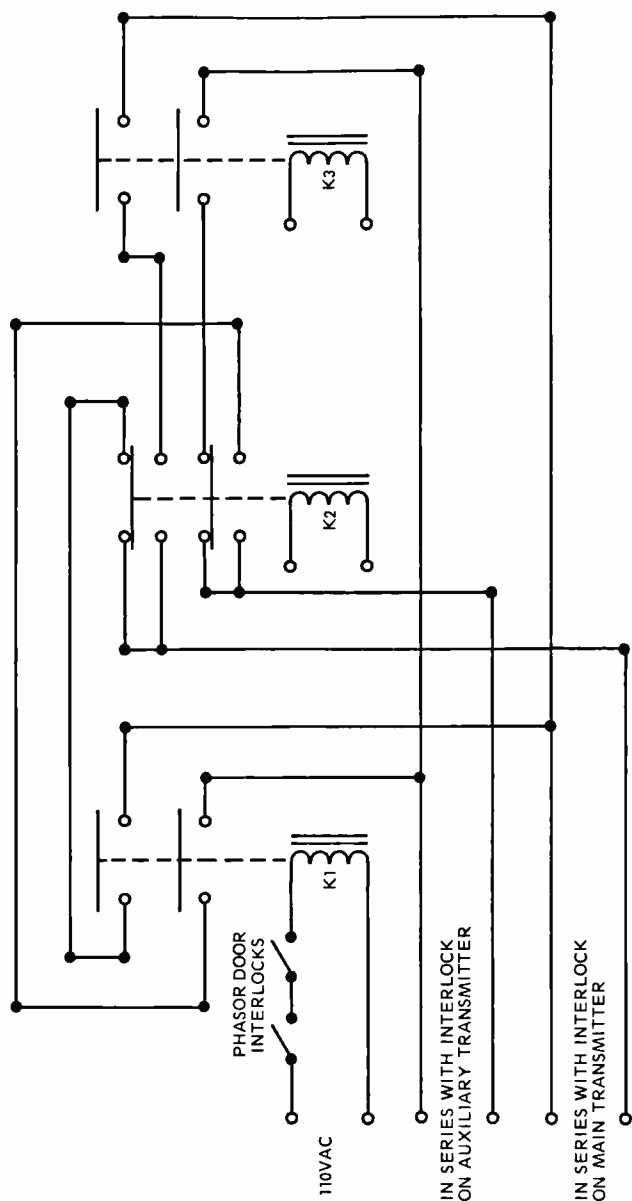 PHASOR DOOR
INTERLOCKS
110VAC
K1
K2
K3
IN SERIES WITH INTERLOCK
ON AUXILIARY TRANSMITTER
IN SERIES WITH INTERLOCK
ON MAIN TRANSMITTER